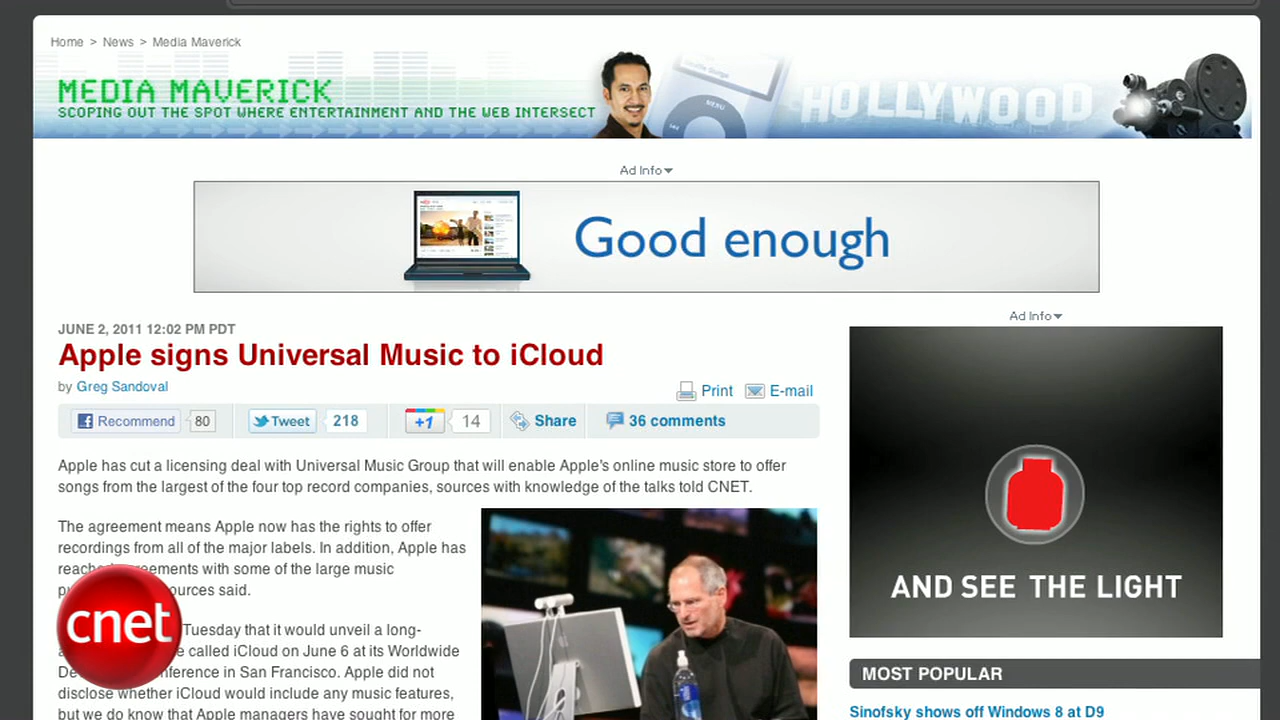 Home > News > Media Maverick
MEDIA MAVERICK
SCOPING OUT THE SPOT WHERE ENTERTAINMENT AND THE WEB INTERSECT
MENU
HOLLYWOOD
Ad Info
Good enough
Ad Info
JUNE 2, 2011 12:02 PM PDT
Apple signs Universal Music to iCloud
by Greg Sandoval
Print E-mail
Recommend 80 Tweet 218 +1 14 Share 36 comments
Apple has cut a licensing deal with Universal Music Group that will enable Apple's online music store to offer
songs from the largest of the four top record companies, sources with knowledge of the talks told CNET.
The agreement means Apple now has the rights to offer
recordings from all of the major labels. In addition, Apple has
with some of the large music
said.
cnet
Tuesday that it would unveil a long-
called iCloud on June 6 at its Worldwide
in San Francisco. Apple did not
disclose whether iCloud would include any music features,
but we do know that Apple managers have sought for more
AND SEE THE LIGHT
MOST POPULAR
Sinofsky shows off Windows 8 at D9